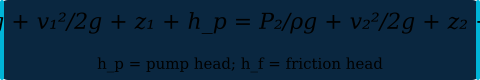 g + v₁²/2g + z₁ + h_p = P₂/ρg + v₂²/2g + z₂ +
h_p = pump head; h_f = friction head